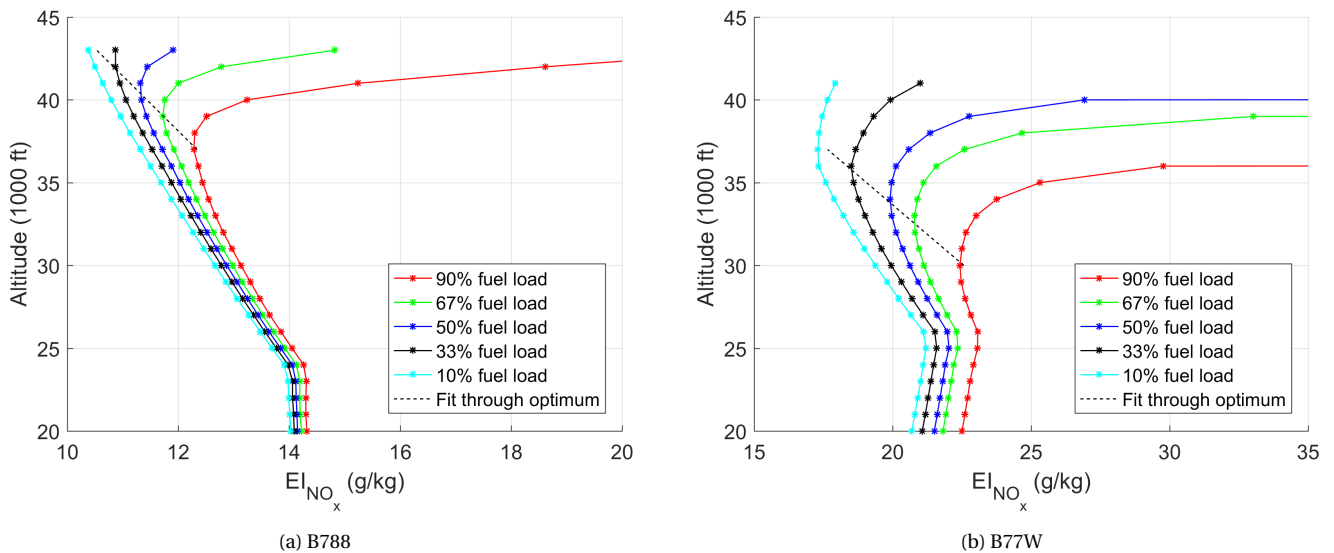 45
40
35
30
25
20
Altitude (1000 ft)
10
12
14
16
18
20
EI_NO_x (g/kg)
90% fuel load
67% fuel load
50% fuel load
33% fuel load
10% fuel load
Fit through optimum
(a) B788
45
40
35
30
25
20
Altitude (1000 ft)
15
20
25
30
35
EI_NO_x (g/kg)
90% fuel load
67% fuel load
50% fuel load
33% fuel load
10% fuel load
Fit through optimum
(b) B77W